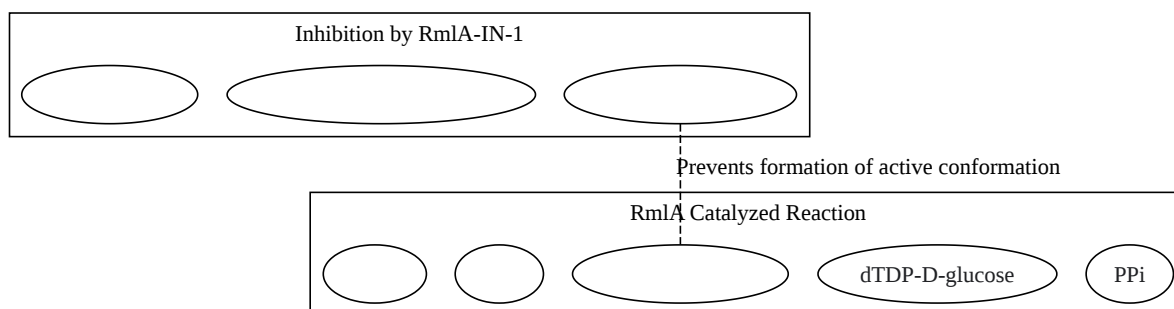 Inhibition by RmlA-IN-1
Prevents formation of active conformation
RmlA Catalyzed Reaction
dTDP-D-glucose
PPi